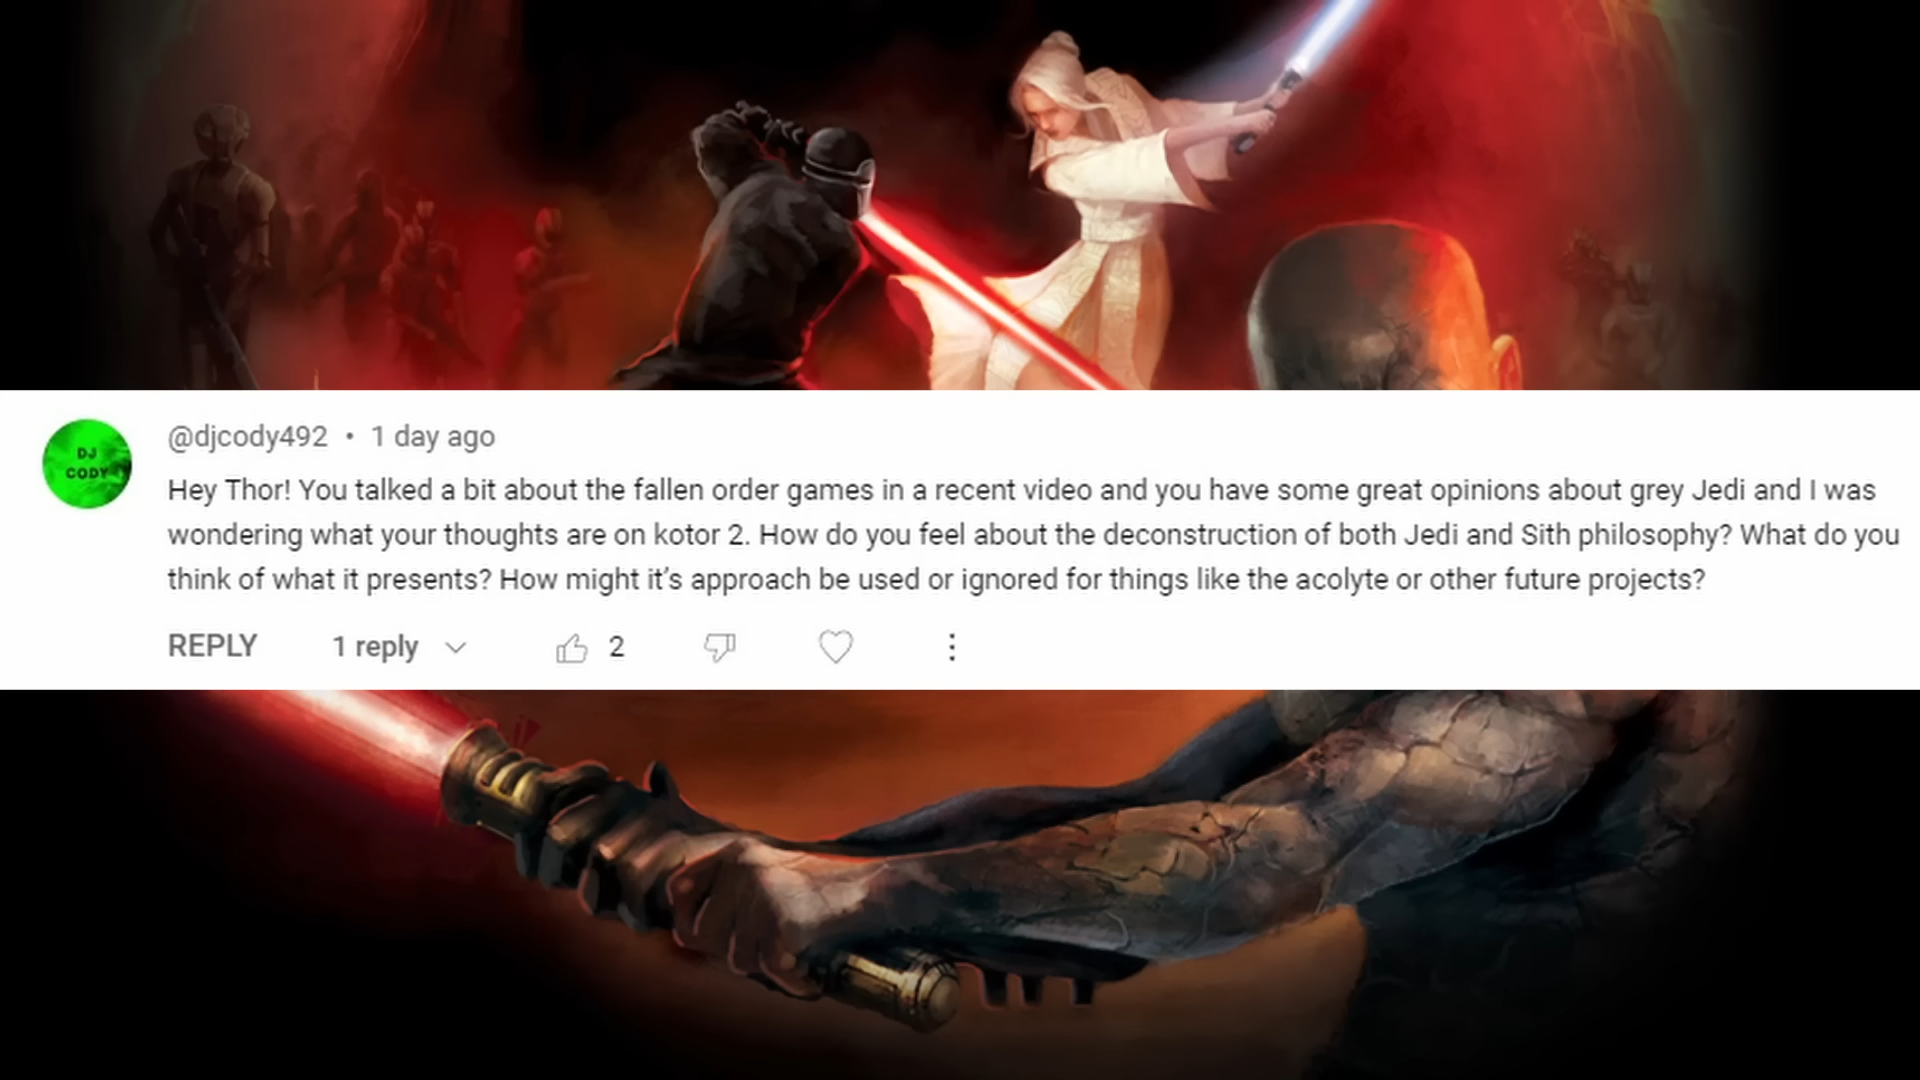 DJ
CODY
@djcody492 • 1 day ago
Hey Thor! You talked a bit about the fallen order games in a recent video and you have some great opinions about grey Jedi and I was
wondering what your thoughts are on kotor 2. How do you feel about the deconstruction of both Jedi and Sith philosophy? What do you
think of what it presents? How might it's approach be used or ignored for things like the acolyte or other future projects?
REPLY 1 reply 2